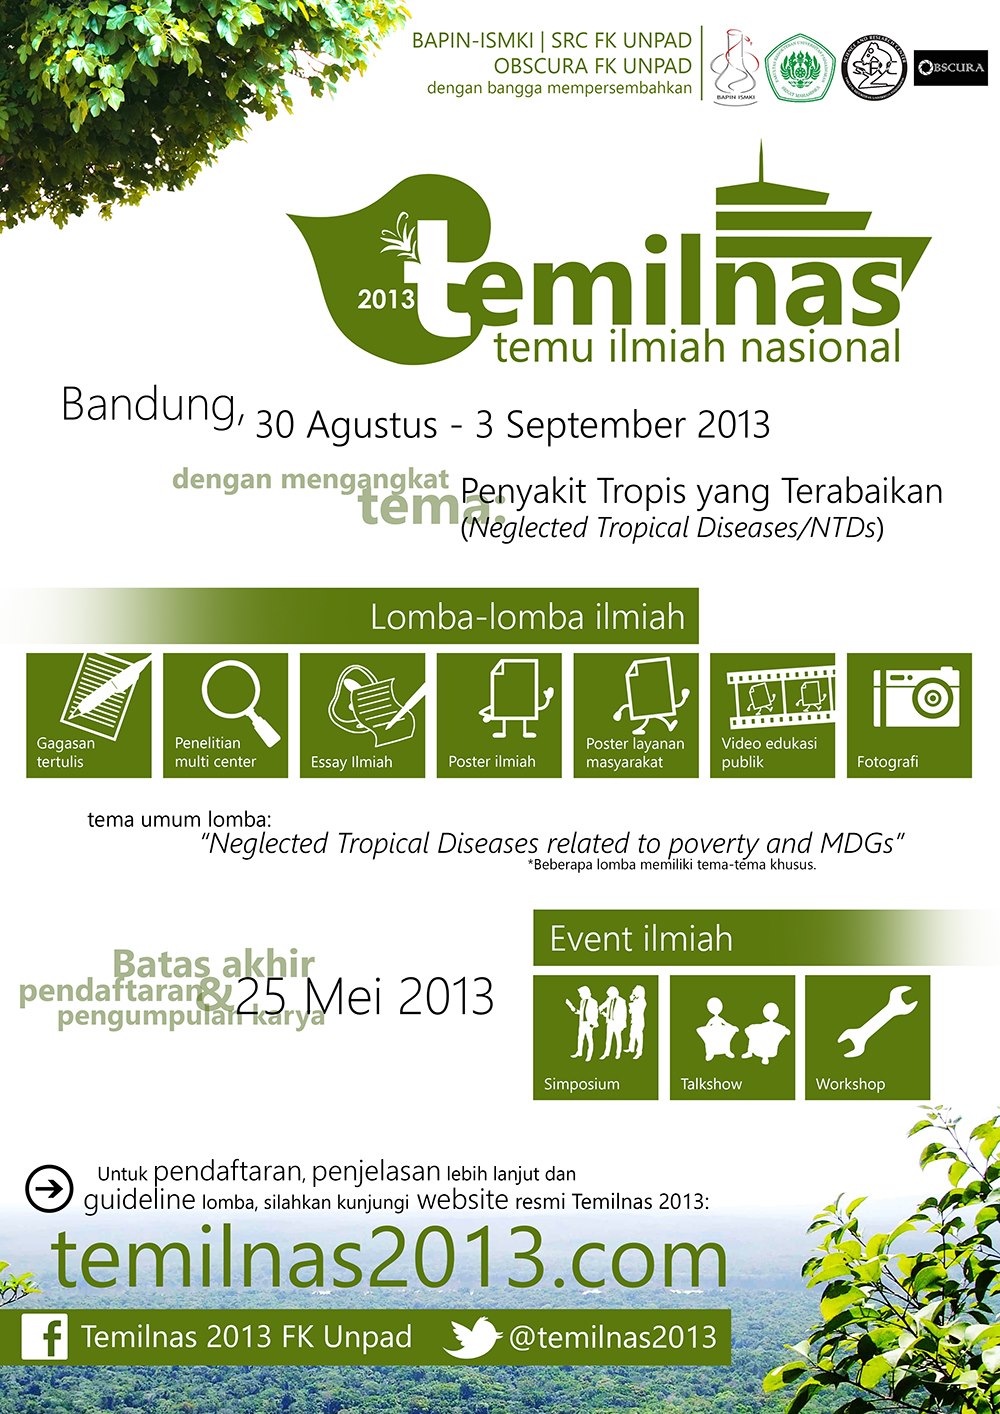 BAPIN-ISMKI | SRC FK UNPAD
OBSCURA FK UNPAD
dengan bangga mempersembahkan
BAPIN ISMKI
OBSCURA
2013
temilnas
temu ilmiah nasional
Bandung, 30 Agustus - 3 September 2013
dengan mengangkat
tema:
Penyakit Tropis yang Terabaikan
(Neglected Tropical Diseases/NTDs)
Lomba-lomba ilmiah
Gagasan
tertulis
Penelitian
multi center
Essay Ilmiah
Poster ilmiah
Poster layanan
masyarakat
Video edukasi
publik
Fotografi
tema umum lomba:
“Neglected Tropical Diseases related to poverty and MDGs”
*Beberapa lomba memiliki tema-tema khusus.
Batas akhir
pendaftaran &
pengumpulan karya
25 Mei 2013
Event ilmiah
Simposium
Talkshow
Workshop
Untuk pendaftaran, penjelasan lebih lanjut dan
guideline lomba, silahkan kunjungi website resmi Temilnas 2013:
temilnas2013.com
Temilnas 2013 FK Unpad
@temilnas2013